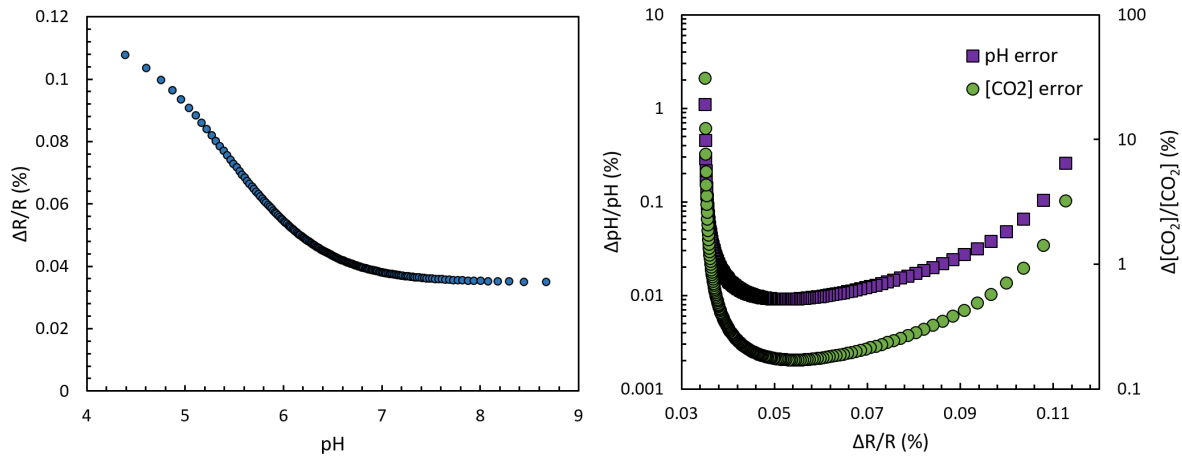 0.12
0.1
0.08
0.06
0.04
0.02
0
ΔR/R (%)
4 5 6 7 8 9
pH
10
1
0.1
0.01
0.001
ΔpH/pH (%)
pH error
[CO2] error
100
10
1
0.1
Δ[CO₂]/[CO₂] (%)
0.03 0.05 0.07 0.09 0.11
ΔR/R (%)